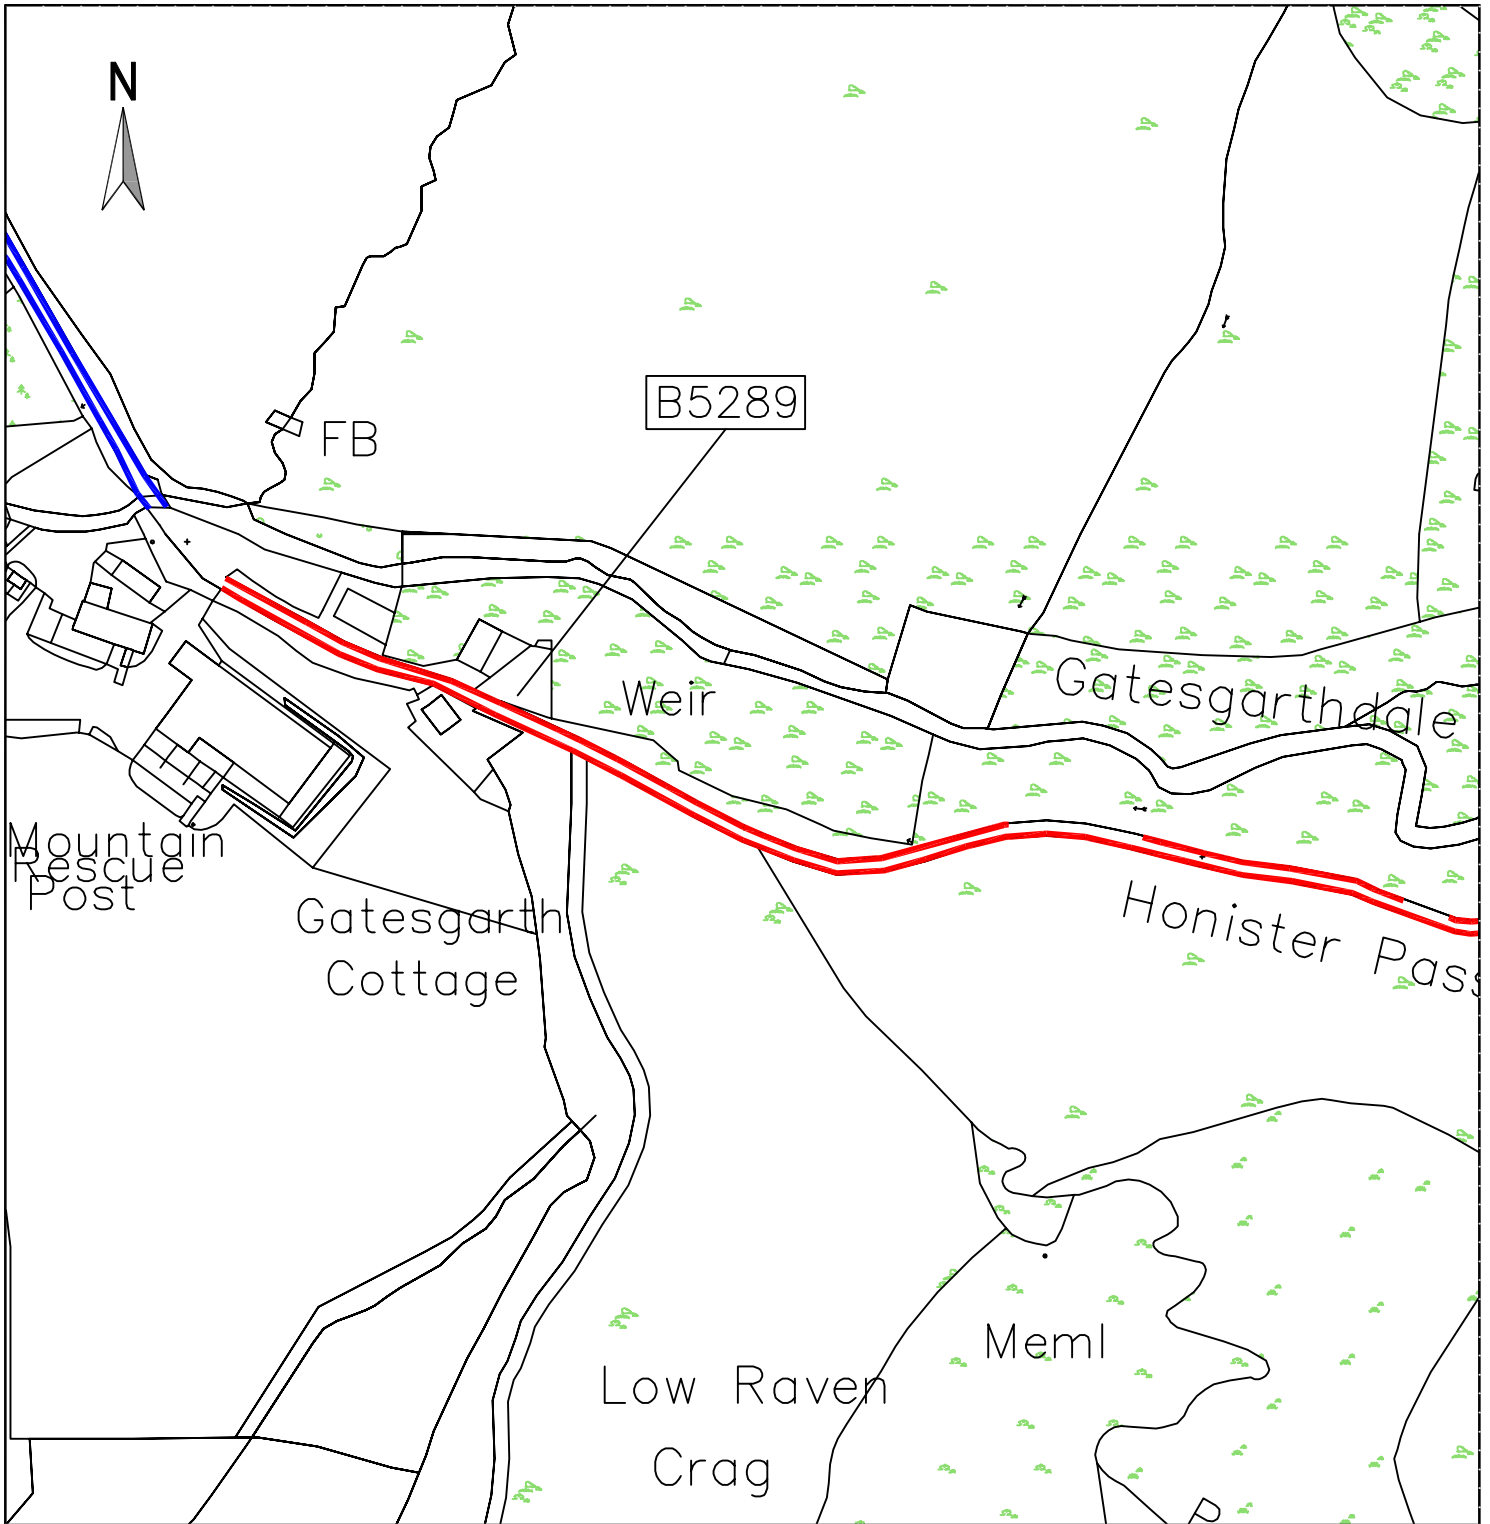 N
B5289
FB
Weir
Gatesgarthdale
Mountain
Rescue
Post
Gatesgarth
Cottage
Honister Pass
Meml
Low Raven
Crag